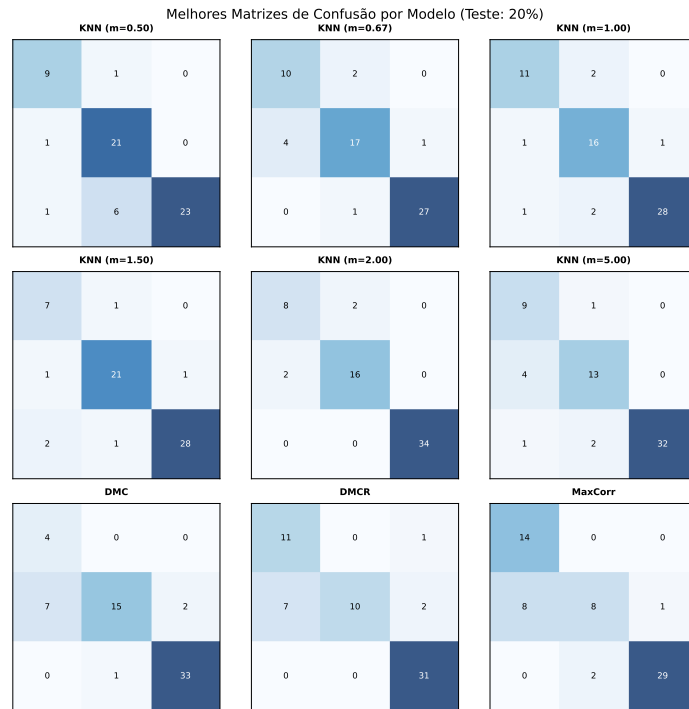 Melhores Matrizes de Confusão por Modelo (Teste: 20%)
KNN (m=0.50) KNN (m=0.67) KNN (m=1.00)
9 1 0 10 2 0 11 2 0
1 21 0 4 17 1 1 16 1
1 6 23 0 1 27 1 2 28
KNN (m=1.50) KNN (m=2.00) KNN (m=5.00)
7 1 0 8 2 0 9 1 0
1 21 1 2 16 0 4 13 0
2 1 28 0 0 34 1 2 32
DMC DMCR MaxCorr
4 0 0 11 0 1 14 0 0
7 15 2 7 10 2 8 8 1
0 1 33 0 0 31 0 2 29